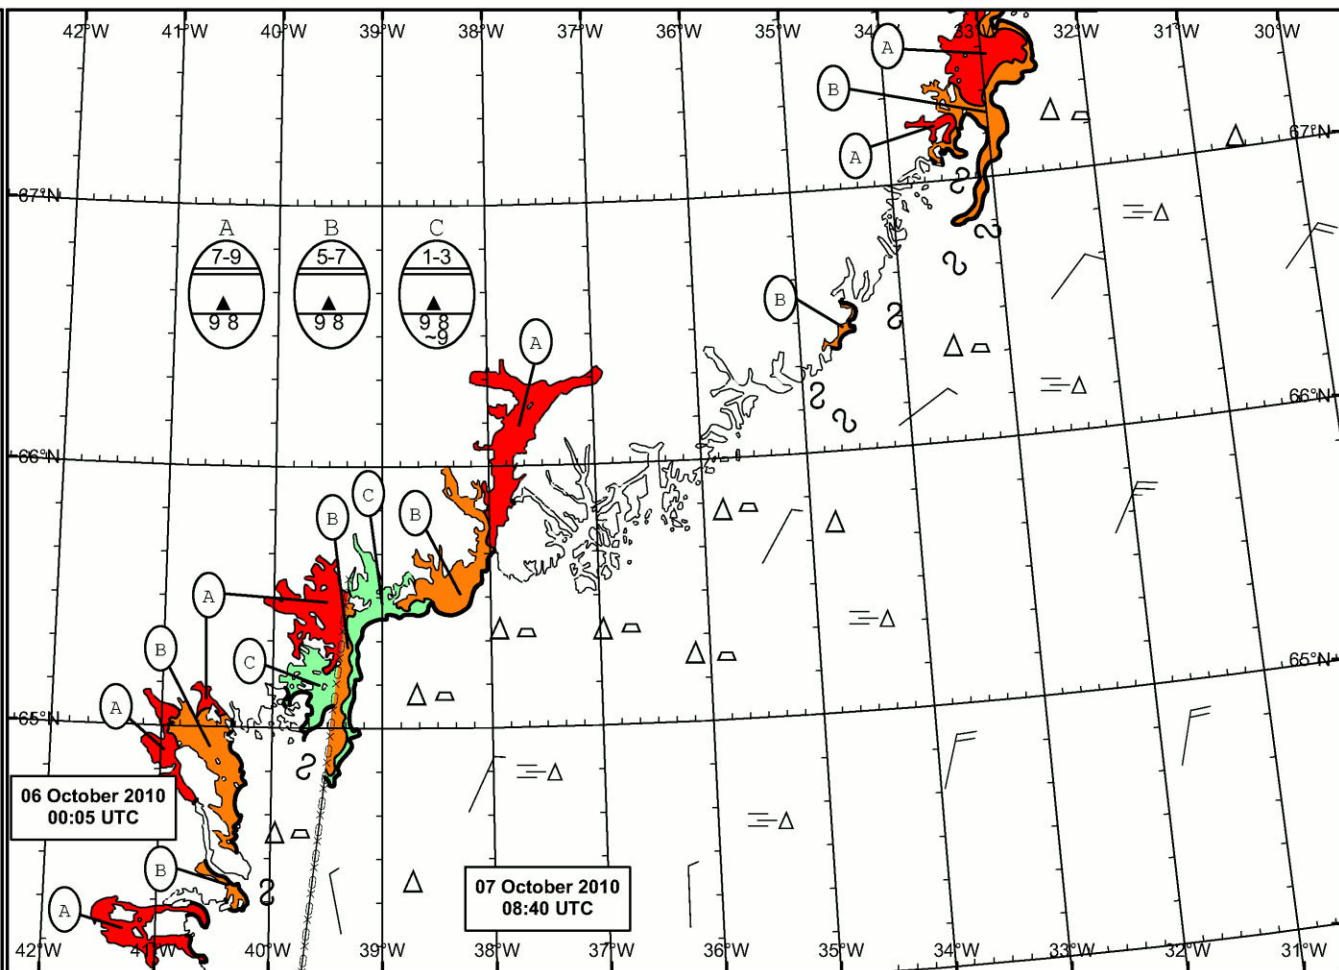 42°W 41°W 40°W 39°W 38°W 37°W 36°W 35°W 34°W 33°W 32°W 31°W 30°W
A
B
A
67°N
67°N
A B C
7-9 5-7 1-3
9 8 9 8 9 8
~9
B
A
66°N
66°N
C
B B
A
B
C
65°N
A
65°N
06 October 2010
00:05 UTC
B
07 October 2010
08:40 UTC
A
42°W 41°W 40°W 39°W 38°W 37°W 36°W 35°W 34°W 33°W 32°W 31°W